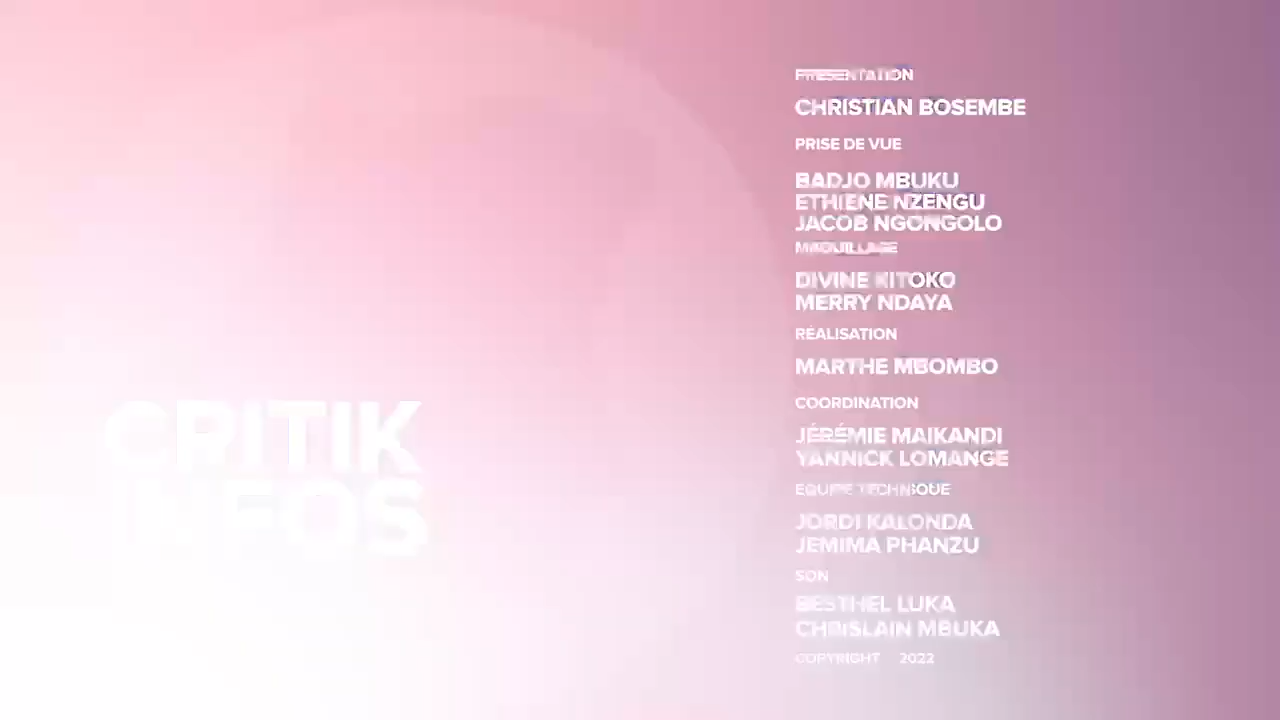 CRITIK
INFOS
PRESENTATION
CHRISTIAN BOSEMBE
PRISE DE VUE
BADJO MBUKU
ETHIENE NZENGU
JACOB NGONGOLO
MAQUILLAGE
DIVINE KITOKO
MERRY NDAYA
RÉALISATION
MARTHE MBOMBO
COORDINATION
JÉRÉMIE MAIKANDI
YANNICK LOMANGE
EQUIPE TECHNIQUE
JORDI KALONDA
JEMIMA PHANZU
SON
BESTHEL LUKA
CHRISLAIN MBUKA
COPYRIGHT 2022